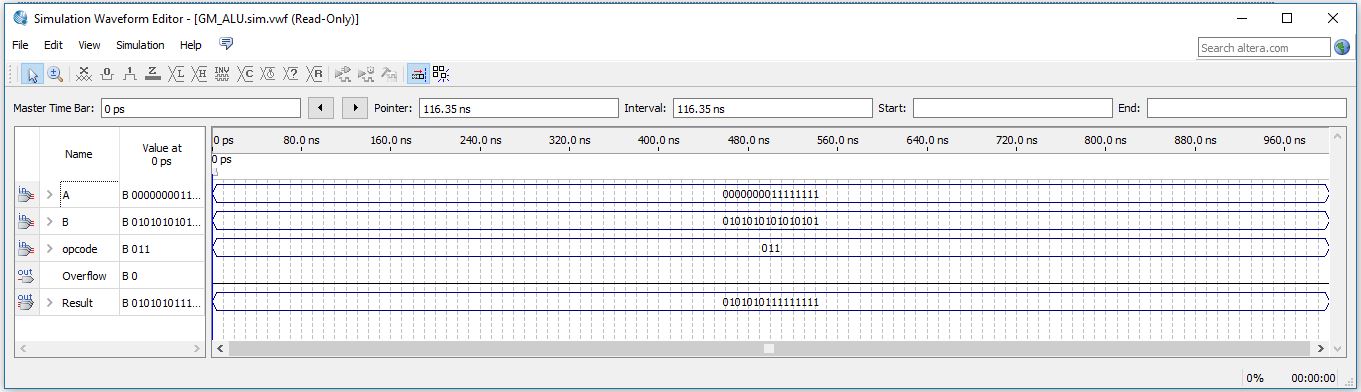 Simulation Waveform Editor - [GM_ALU.sim.vwf (Read-Only)]
File Edit View Simulation Help
Search altera.com
Master Time Bar: 0 ps Pointer: 116.35 ns Interval: 116.35 ns Start: End:
Name Value at 0 ps
0 ps 80.0 ns 160.0 ns 240.0 ns 320.0 ns 400.0 ns 480.0 ns 560.0 ns 640.0 ns 720.0 ns 800.0 ns 880.0 ns 960.0 ns
0 ps
in A B 0000000011... 0000000011111111
in B B 0101010101... 0101010101010101
in opcode B 011 011
out Overflow B 0
out Result B 0101010111... 0101010111111111
0% 00:00:00